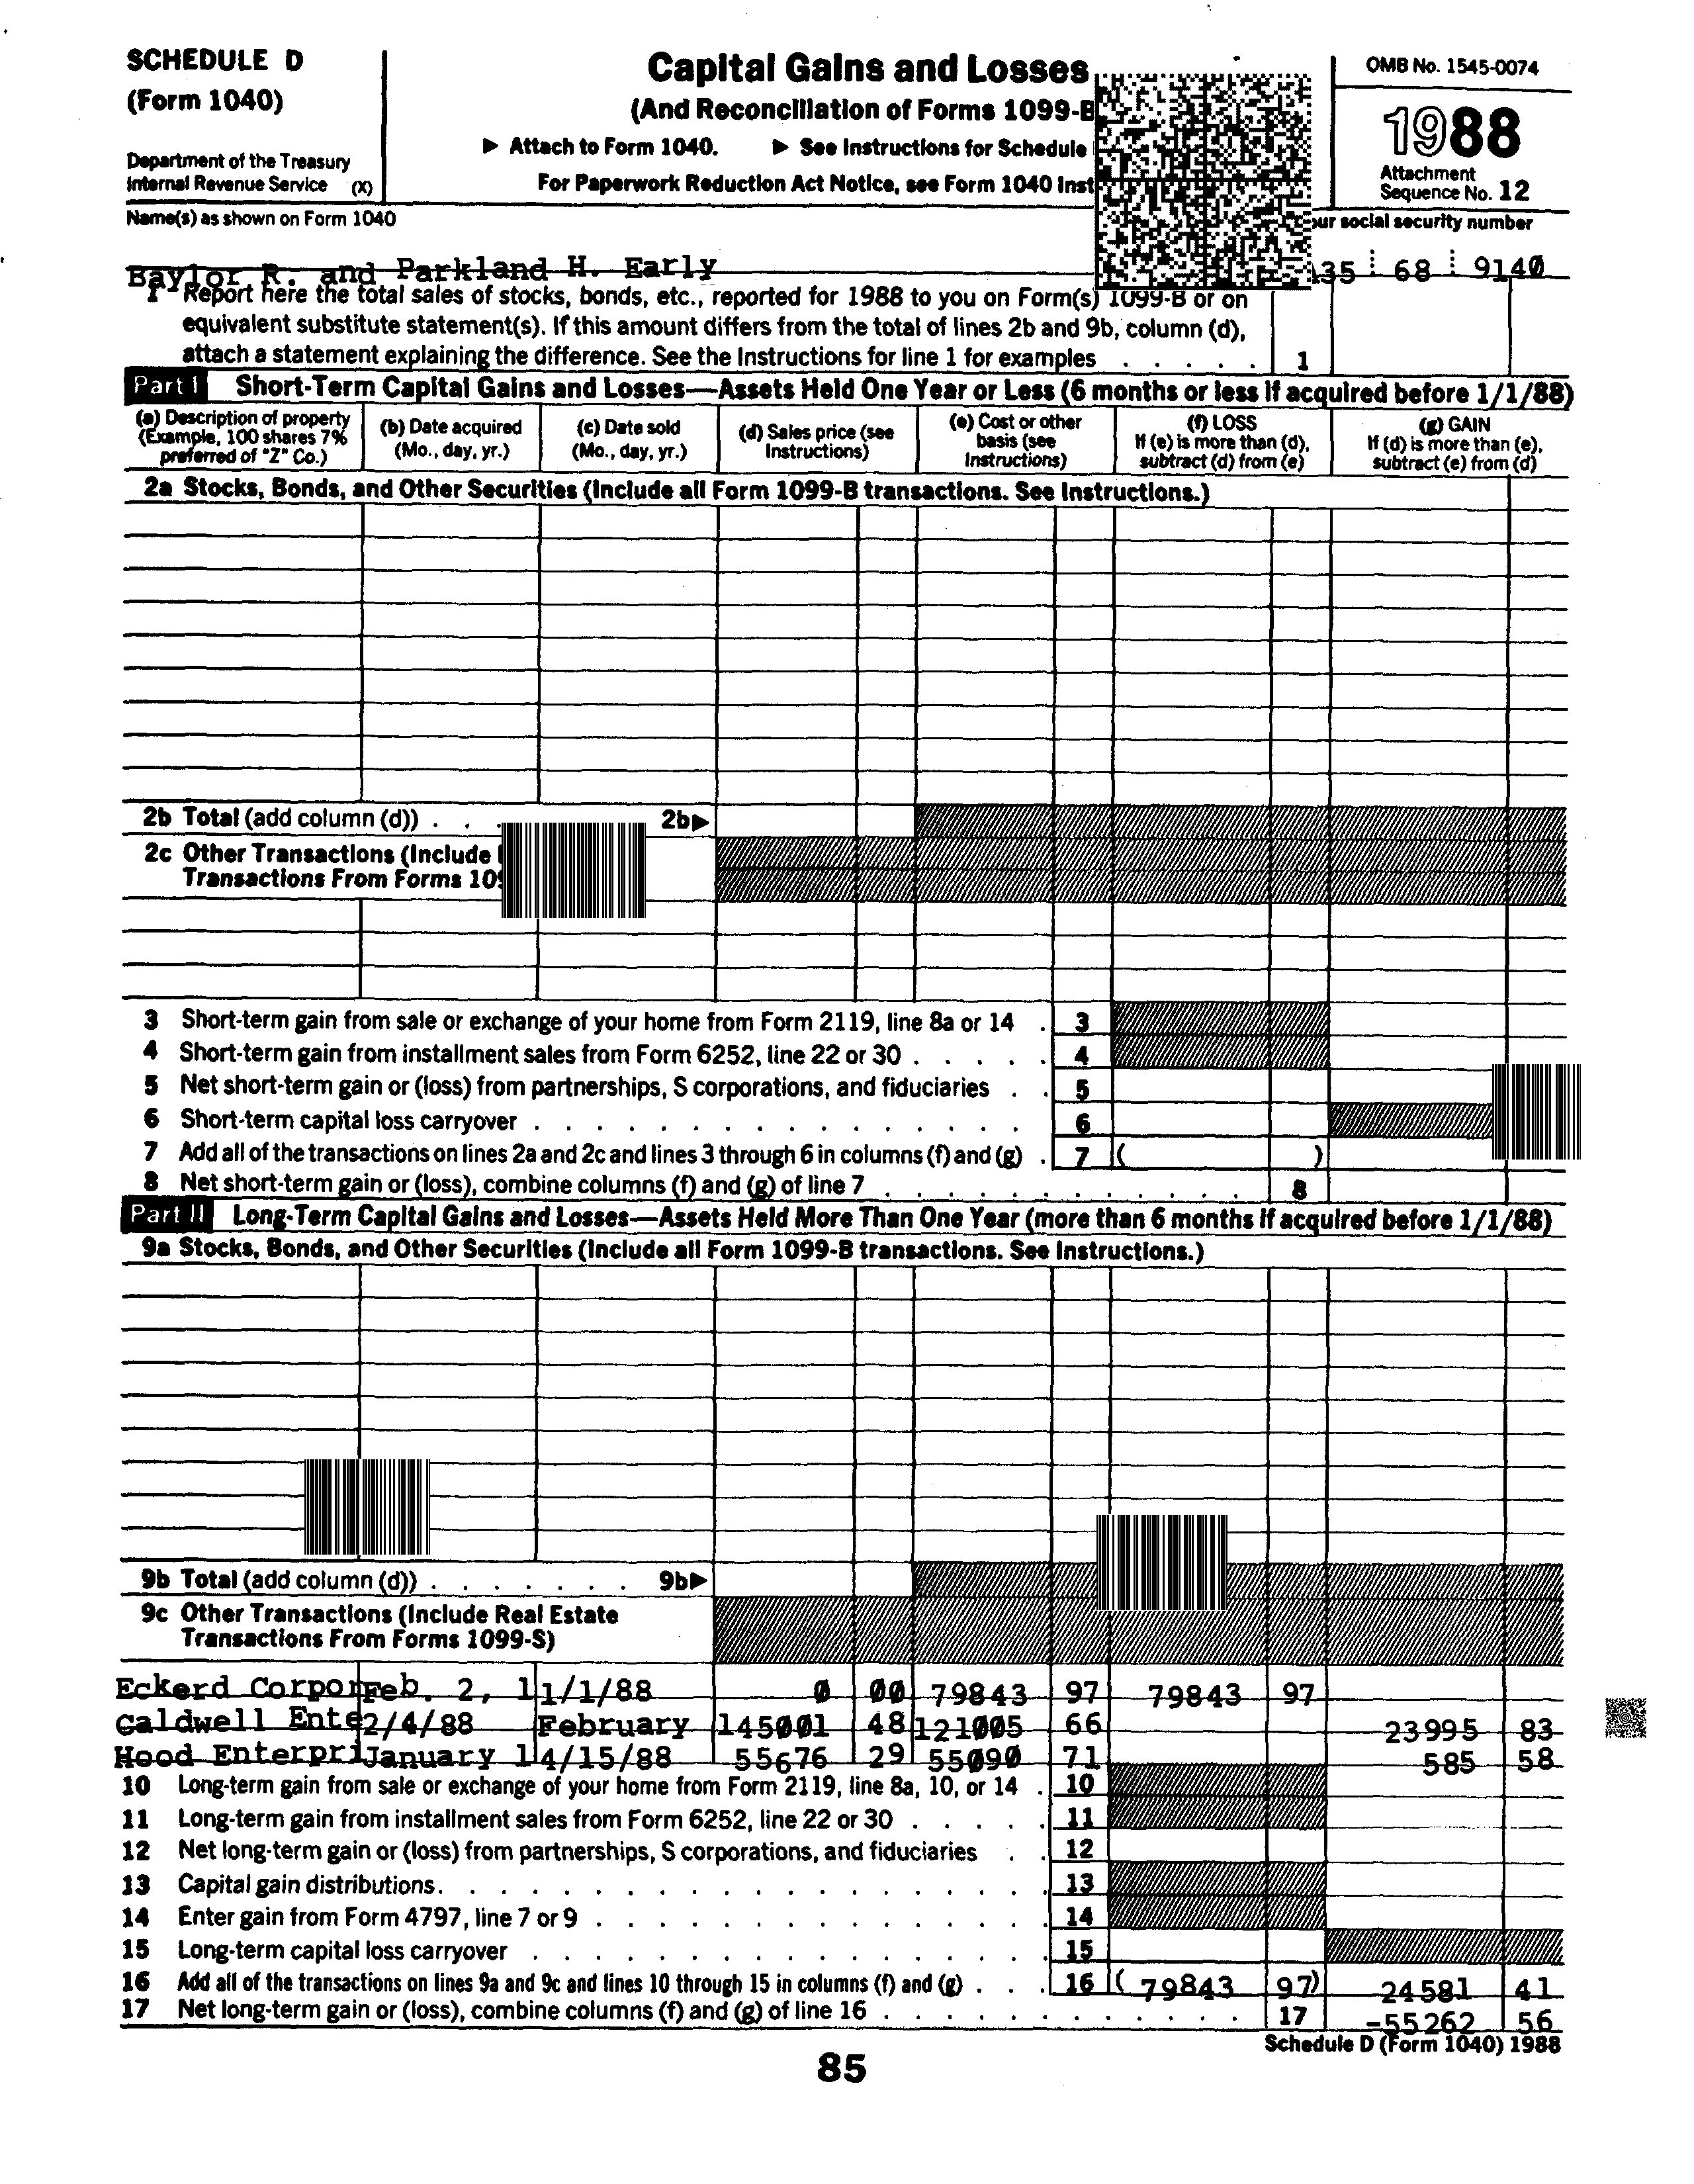 SCHEDULE D
(Form 1040)
Department of the Treasury
Internal Revenue Service (X)
Capital Gains and Losses
(And Reconciliation of Forms 1099-B
▶ Attach to Form 1040. ▶ See Instructions for Schedule
For Paperwork Reduction Act Notice, see Form 1040
OMB No. 1545-0074
1988
Attachment
Sequence No. 12
Name(s) as shown on Form 1040
social security number
Baylor R. and Parkland H. Early
68 9140
1 Report here the total sales of stocks, bonds, etc., reported for 1988 to you on Form(s) 1099-B or on
equivalent substitute statement(s). If this amount differs from the total of lines 2b and 9b, column (d),
attach a statement explaining the difference. See the Instructions for line 1 for examples . . . . . 1
Part I Short-Term Capital Gains and Losses—Assets Held One Year or Less (6 months or less if acquired before 1/1/88)
(a) Description of property
(Example, 100 shares 7%
preferred of "Z" Co.)
(b) Date acquired
(Mo., day, yr.)
(c) Date sold
(Mo., day, yr.)
(d) Sales price (see
Instructions)
(e) Cost or other
basis (see
Instructions)
(f) LOSS
If (e) is more than (d),
subtract (d) from (e)
(g) GAIN
If (d) is more than (e),
subtract (e) from (d)
2a Stocks, Bonds, and Other Securities (Include all Form 1099-B transactions. See Instructions.)
2b Total (add column (d)) . . . 2b▶
2c Other Transactions (Include
Transactions From Forms
3 Short-term gain from sale or exchange of your home from Form 2119, line 8a or 14 . 3
4 Short-term gain from installment sales from Form 6252, line 22 or 30 . . . . . 4
5 Net short-term gain or (loss) from partnerships, S corporations, and fiduciaries . . 5
6 Short-term capital loss carryover . . . . . . . . . . . . . . . . . 6
7 Add all of the transactions on lines 2a and 2c and lines 3 through 6 in columns (f) and (g) . 7 ( )
8 Net short-term gain or (loss), combine columns (f) and (g) of line 7 . . . . . . . . . . . . 8
Part II Long-Term Capital Gains and Losses—Assets Held More Than One Year (more than 6 months if acquired before 1/1/88)
9a Stocks, Bonds, and Other Securities (Include all Form 1099-B transactions. See Instructions.)
9b Total (add column (d)) . . . . . . . 9b▶
9c Other Transactions (Include Real Estate
Transactions From Forms 1099-S)
Eckerd Corpor Feb. 2, 1 1/1/88 0 00 79843 97 79843 97
Caldwell Ente 2/4/88 February 145001 48 121005 66 23995 83
Hood Enterpri January 1 4/15/88 55676 29 55090 71 585 58
10 Long-term gain from sale or exchange of your home from Form 2119, line 8a, 10, or 14 . 10
11 Long-term gain from installment sales from Form 6252, line 22 or 30 . . . . . 11
12 Net long-term gain or (loss) from partnerships, S corporations, and fiduciaries . . 12
13 Capital gain distributions. . . . . . . . . . . . . . . . . . . 13
14 Enter gain from Form 4797, line 7 or 9 . . . . . . . . . . . . . . 14
15 Long-term capital loss carryover . . . . . . . . . . . . . . . . 15
16 Add all of the transactions on lines 9a and 9c and lines 10 through 15 in columns (f) and (g) . . . 16 ( 79843 97) 24581 41
17 Net long-term gain or (loss), combine columns (f) and (g) of line 16 . . . . . . . . . . . . 17 -55262 56
Schedule D (Form 1040) 1988
85